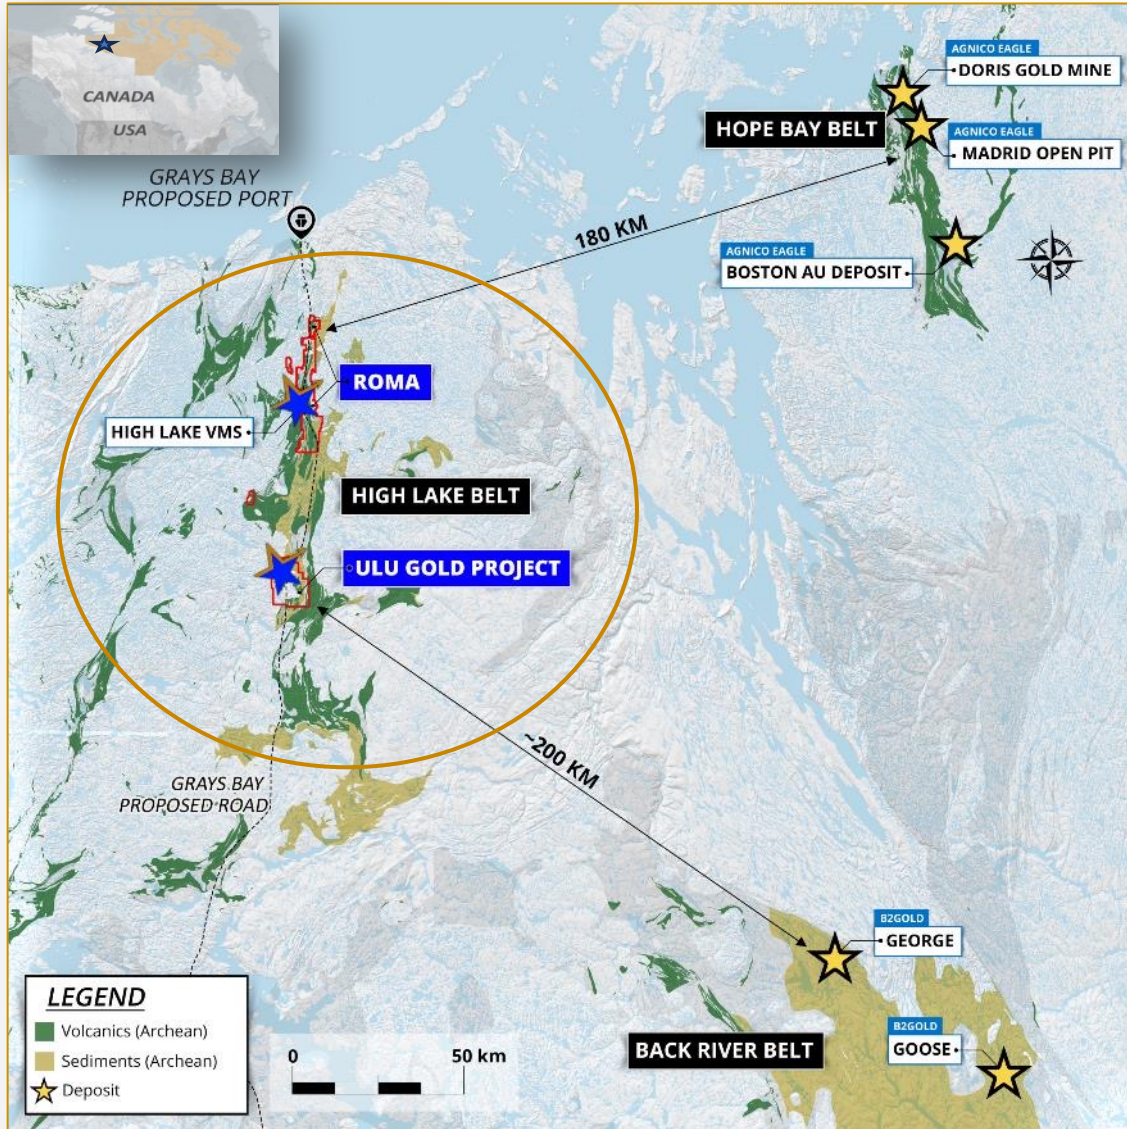 CANADA
USA
AGNICO EAGLE
DORIS GOLD MINE
HOPE BAY BELT
AGNICO EAGLE
MADRID OPEN PIT
GRAYS BAY
PROPOSED PORT
180 KM
AGNICO EAGLE
BOSTON AU DEPOSIT
ROMA
HIGH LAKE VMS
HIGH LAKE BELT
ULU GOLD PROJECT
~200 KM
GRAYS BAY
PROPOSED ROAD
B2GOLD
GEORGE
B2GOLD
GOOSE
BACK RIVER BELT
LEGEND
Volcanics (Archean)
Sediments (Archean)
Deposit
0 50 km